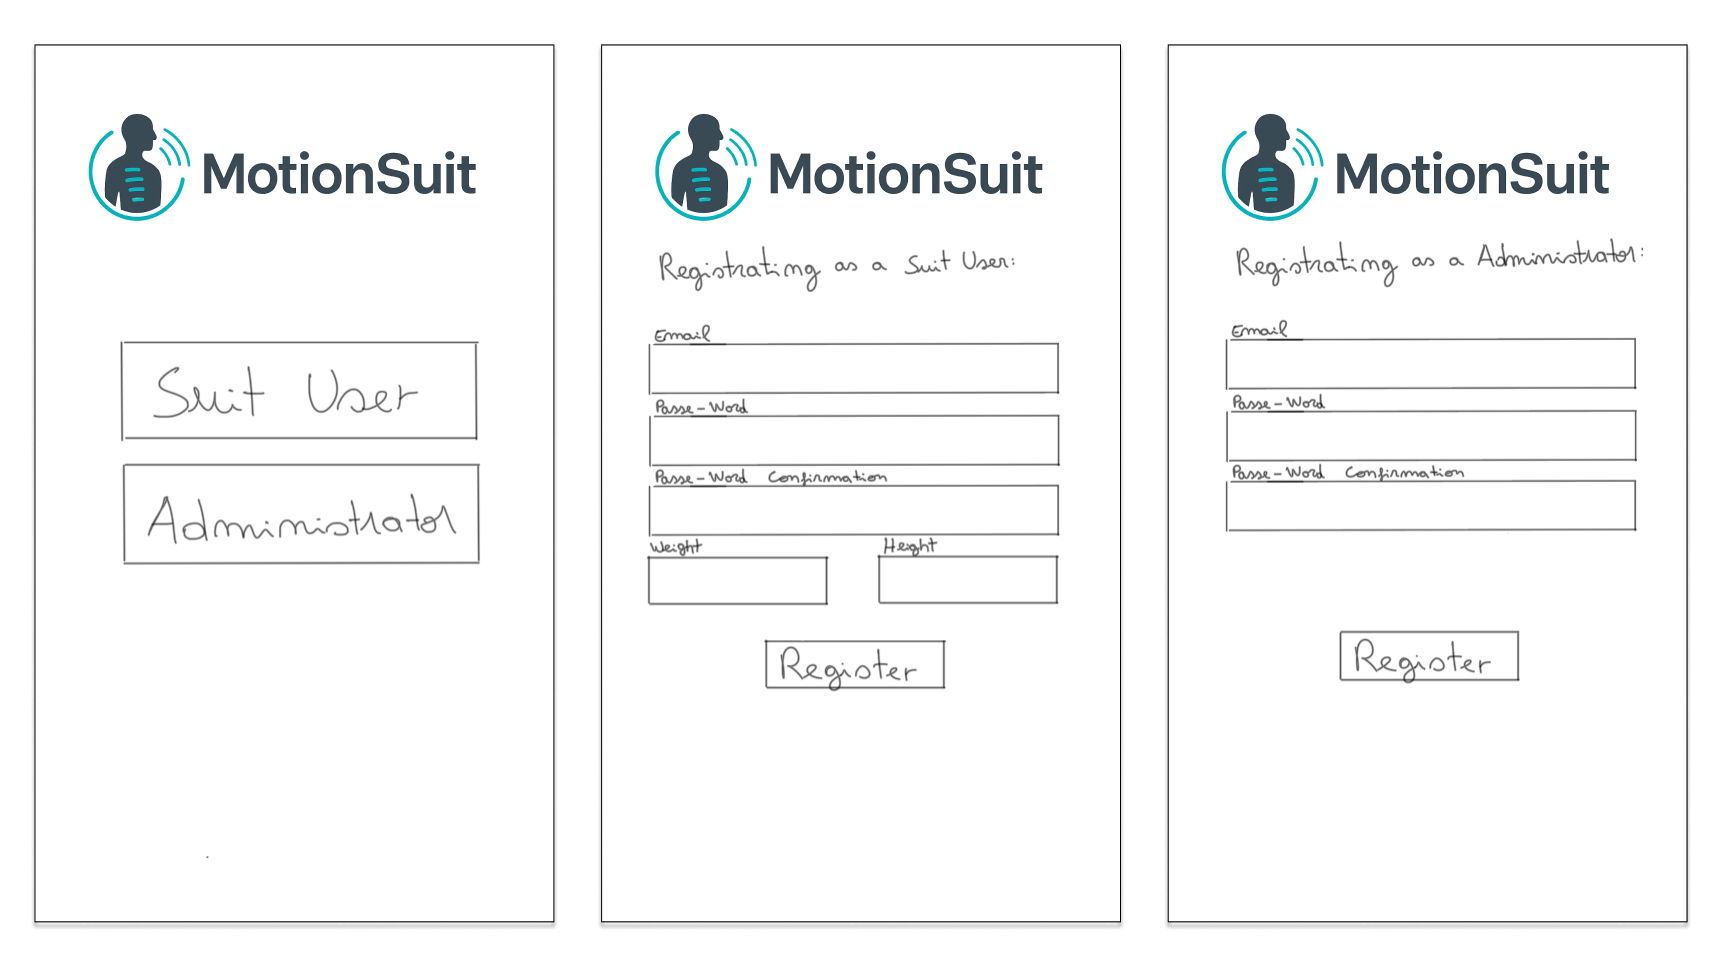 MotionSuit
Suit User
Administrator
MotionSuit
Registrating as a Suit User:
Email
Passe-Word
Passe-Word Confirmation
Weight Height
Register
MotionSuit
Registrating as a Administrator:
Email
Passe-Word
Passe-Word Confirmation
Register